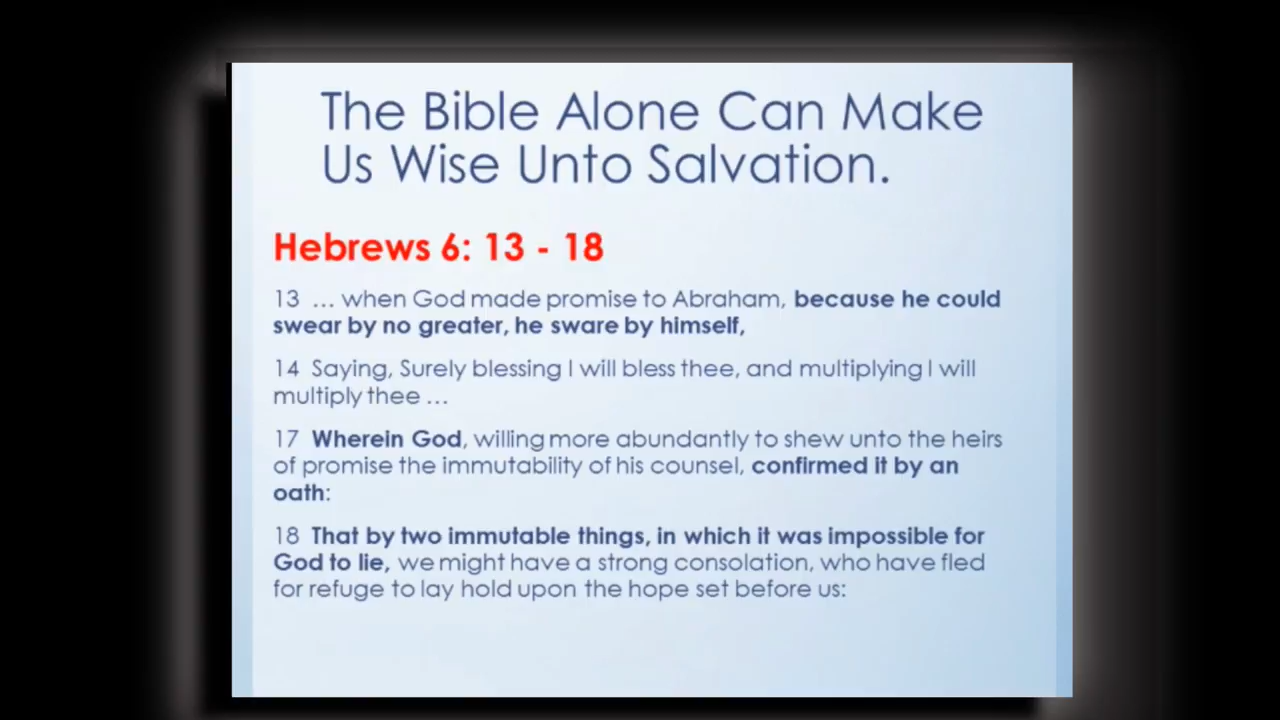 The Bible Alone Can Make
Us Wise Unto Salvation.
Hebrews 6: 13 - 18
13 … when God made promise to Abraham, because he could
swear by no greater, he sware by himself,
14 Saying, Surely blessing I will bless thee, and multiplying I will
multiply thee …
17 Wherein God, willing more abundantly to shew unto the heirs
of promise the immutability of his counsel, confirmed it by an
oath:
18 That by two immutable things, in which it was impossible for
God to lie, we might have a strong consolation, who have fled
for refuge to lay hold upon the hope set before us: